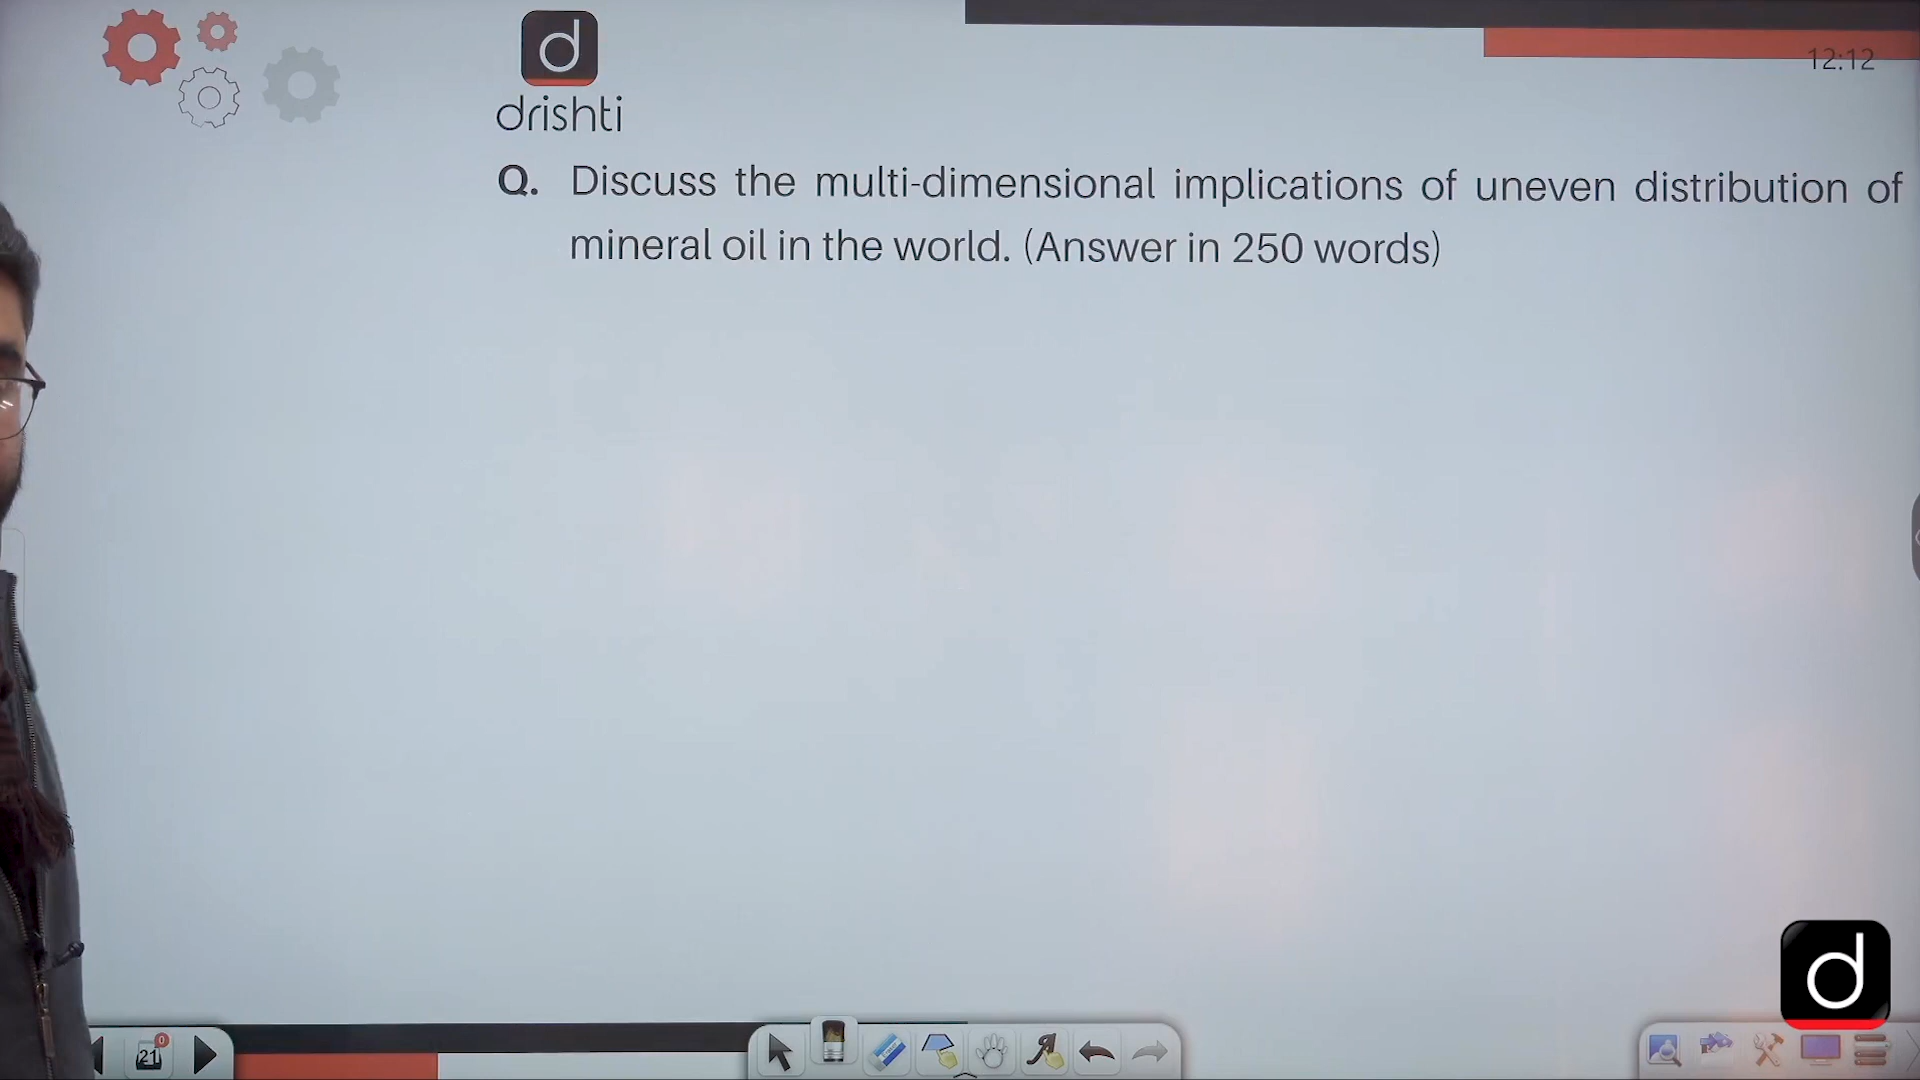 d
drishti
12:12
Q. Discuss the multi-dimensional implications of uneven distribution of
mineral oil in the world. (Answer in 250 words)
d
21
0